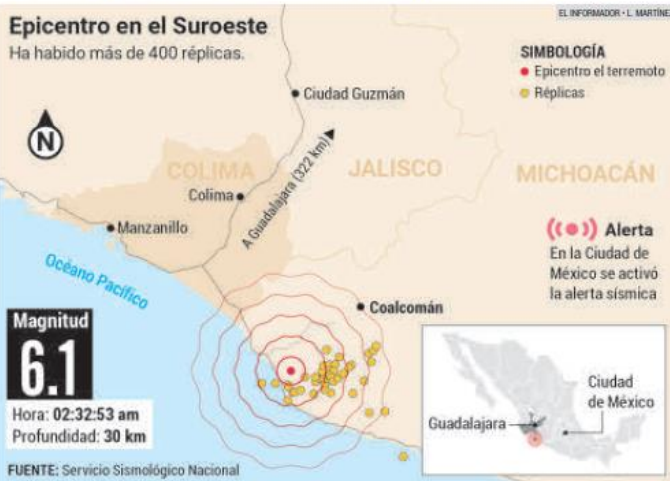 EL INFORMADOR • L. MARTÍNE
Epicentro en el Suroeste
Ha habido más de 400 réplicas.
SIMBOLOGÍA
Epicentro el terremoto
Réplicas
N
Ciudad Guzmán
A Guadalajara (322 km)
COLIMA
JALISCO
MICHOACÁN
Colima
Manzanillo
Océano Pacífico
Alerta
En la Ciudad de
México se activó
la alerta sísmica
Coalcomán
Magnitud
6.1
Hora: 02:32:53 am
Profundidad: 30 km
Ciudad
de México
Guadalajara
FUENTE: Servicio Sismológico Nacional